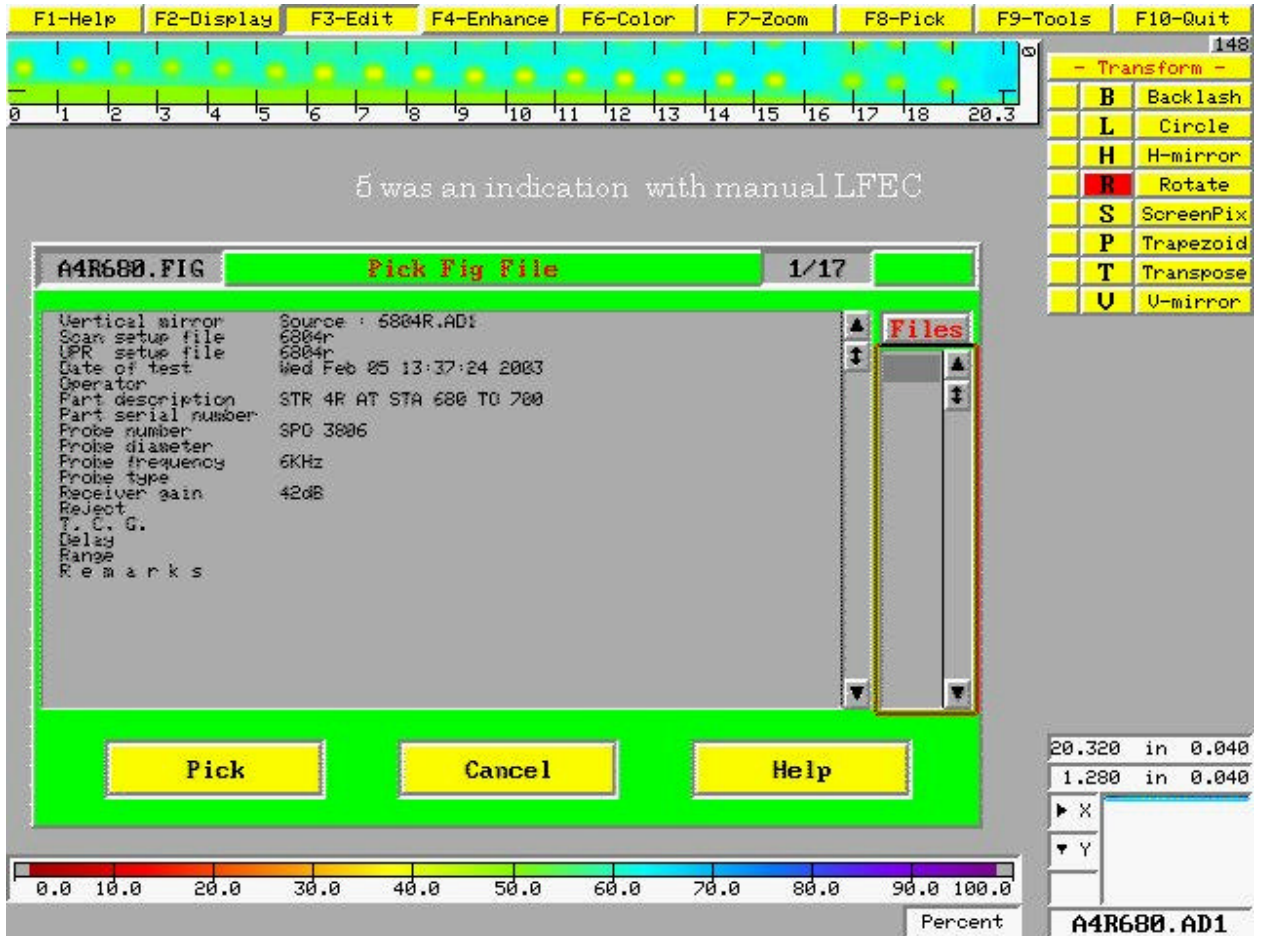 F1-Help F2-Display F3-Edit F4-Enhance F6-Color F7-Zoom F8-Pick F9-Tools F10-Quit
148
0 1 2 3 4 5 6 7 8 9 10 11 12 13 14 15 16 17 18 20.3
- Transform -
B Backlash
L Circle
H H-mirror
R Rotate
S ScreenPix
P Trapezoid
T Transpose
V V-mirror
5 was an indication with manual LFEC
A4R680.FIG Pick Fig File 1/17
Files
Vertical mirror Source : 6804R.AD1
Scan setup file 6804r
UPR setup file 6804r
Date of test Wed Feb 05 13:37:24 2003
Operator
Part description STR 4R AT STA 680 TO 700
Part serial number
Probe number SPO 3806
Probe diameter
Probe frequency 6KHz
Probe type
Receiver gain 42dB
Reject
T. C. G.
Delay
Range
R e m a r k s
Pick Cancel Help
20.320 in 0.040
1.280 in 0.040
X
Y
0.0 10.0 20.0 30.0 40.0 50.0 60.0 70.0 80.0 90.0 100.0
Percent
A4R680.AD1